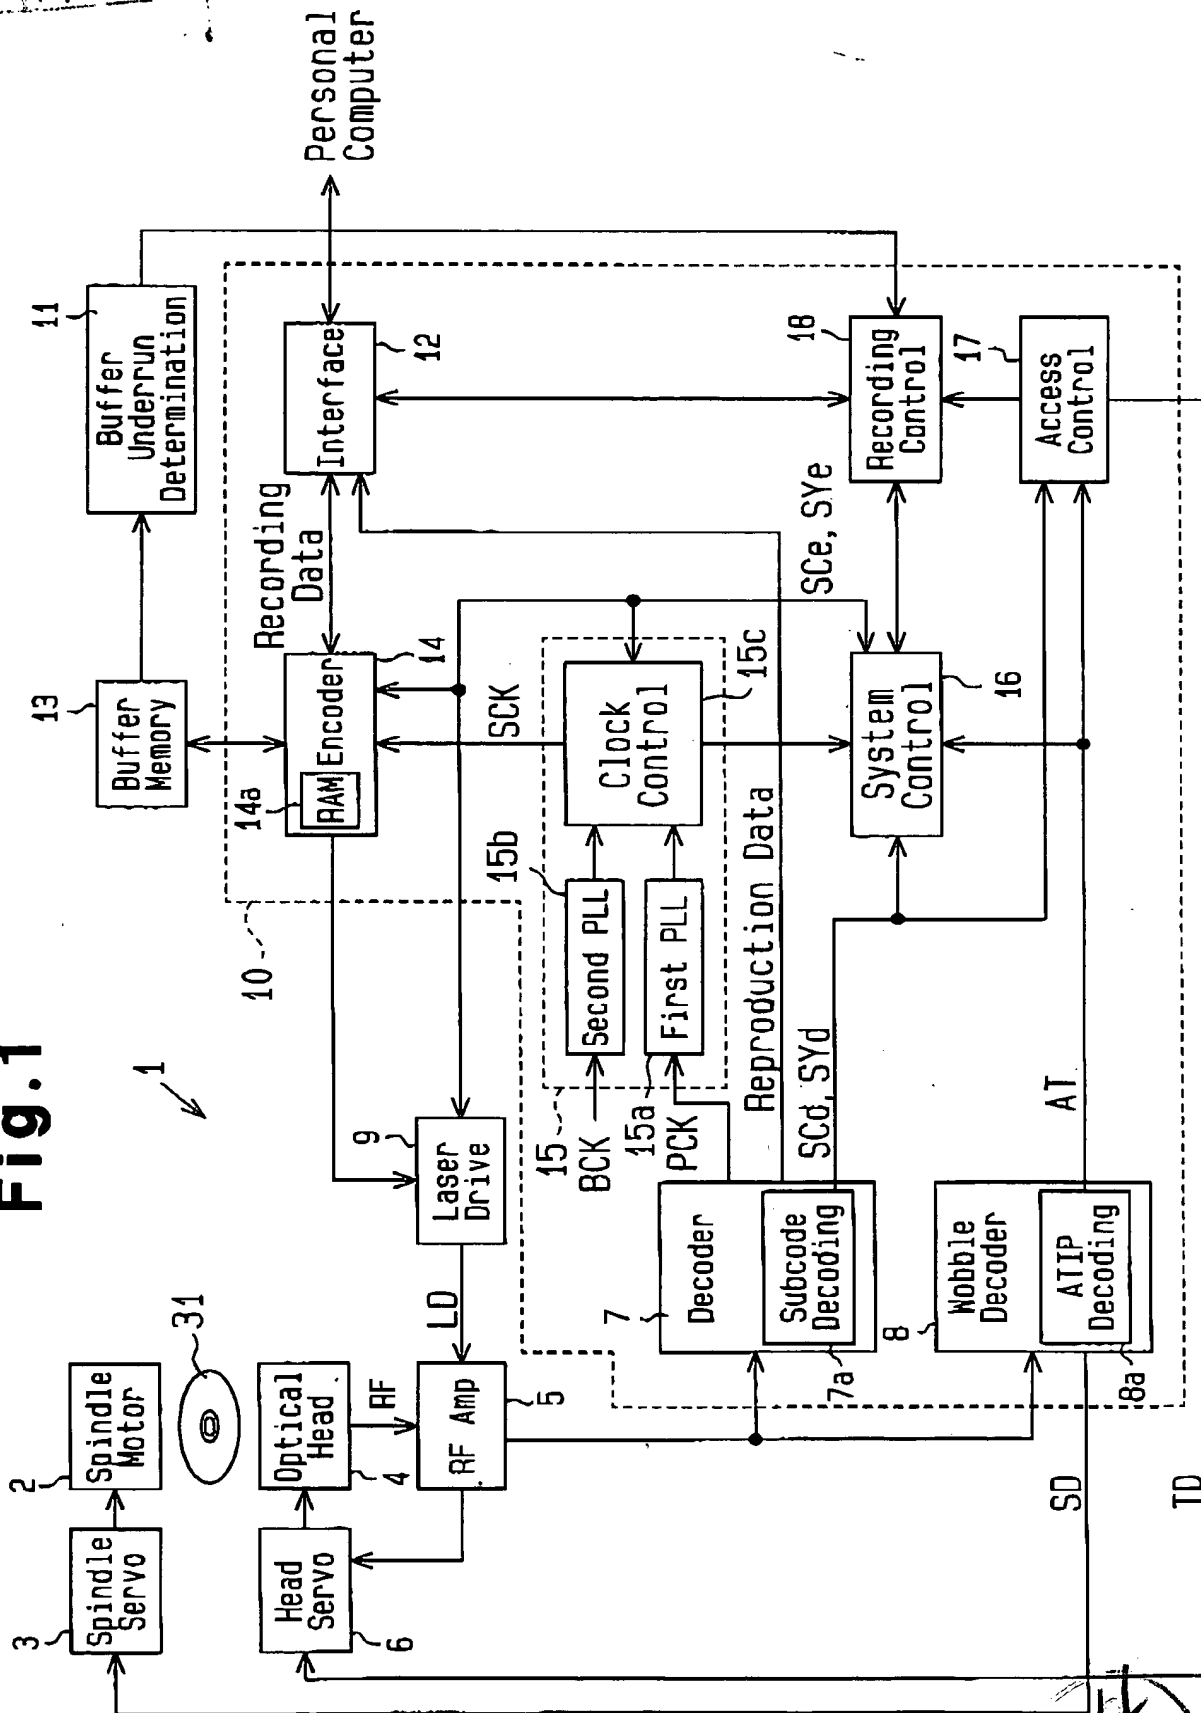 Fig.1
1
3
Spindle
Servo
2
Spindle
Motor
31
6
Head
Servo
4
Optical
Head
RF
5
RF Amp
LD
9
Laser
Drive
10
13
Buffer
Memory
11
Buffer
Underrun
Determination
Personal
Computer
14a
RAM
Encoder
14
Recording
Data
Interface
12
SCK
15
BCK
15b
Second PLL
15a
PCK
First PLL
Clock
Control
15c
7
Decoder
Subcode
Decoding
7a
Reproduction Data
SCd, SYd
8
Wobble
Decoder
ATIP
Decoding
8a
AT
SD
TD
System
Control
16
SCe, SYe
Recording
Control
18
Access
Control
17